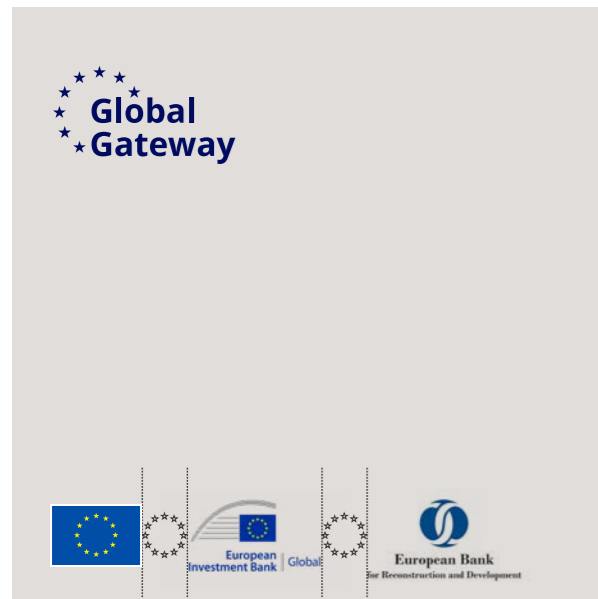 Global
Gateway
European
Investment Bank | Global
European Bank
for Reconstruction and Development